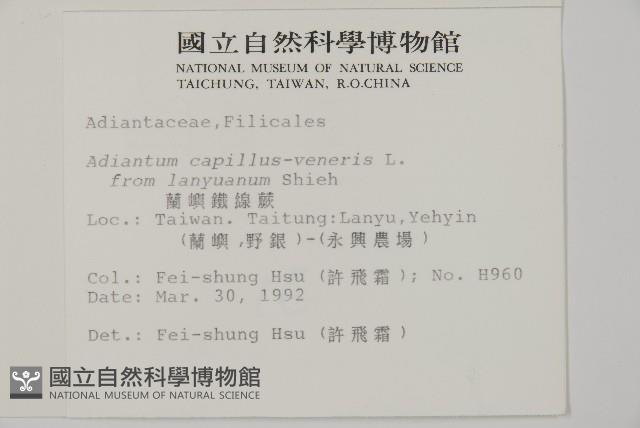 國立自然科學博物館
NATIONAL MUSEUM OF NATURAL SCIENCE
TAICHUNG, TAIWAN, R.O.CHINA
Adiantaceae,Filicales
Adiantum capillus-veneris L.
from lanyuanum Shieh
蘭嶼鐵線蕨
Loc.: Taiwan. Taitung:Lanyu,Yehyin
(蘭嶼,野銀)-(永興農場)
Col.: Fei-shung Hsu (許飛霜); No. H960
Date: Mar. 30, 1992
Det.: Fei-shung Hsu (許飛霜)
國立自然科學博物館
NATIONAL MUSEUM OF NATURAL SCIENCE